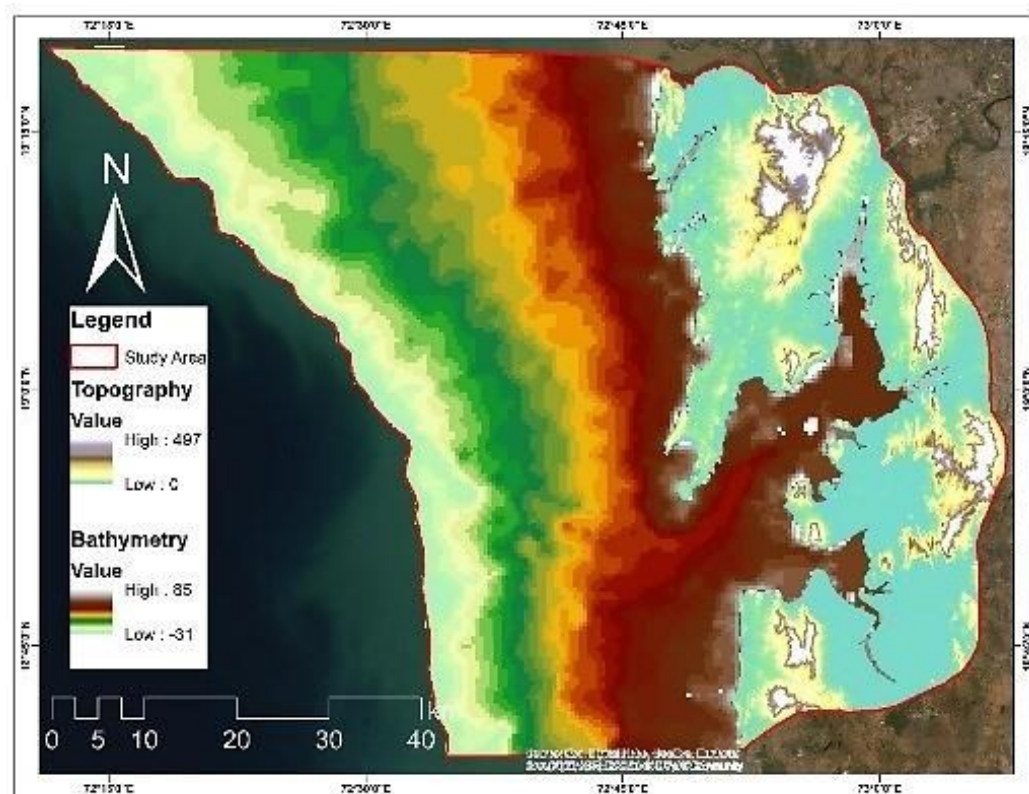 72°15'0"E 72°30'0"E 72°45'0"E 73°0'0"E
N
Legend
Study Area
Topography
Value
High : 497
Low : 0
Bathymetry
Value
High : 85
Low : -31
0 5 10 20 30 40
72°15'0"E 72°30'0"E 72°45'0"E 73°0'0"E